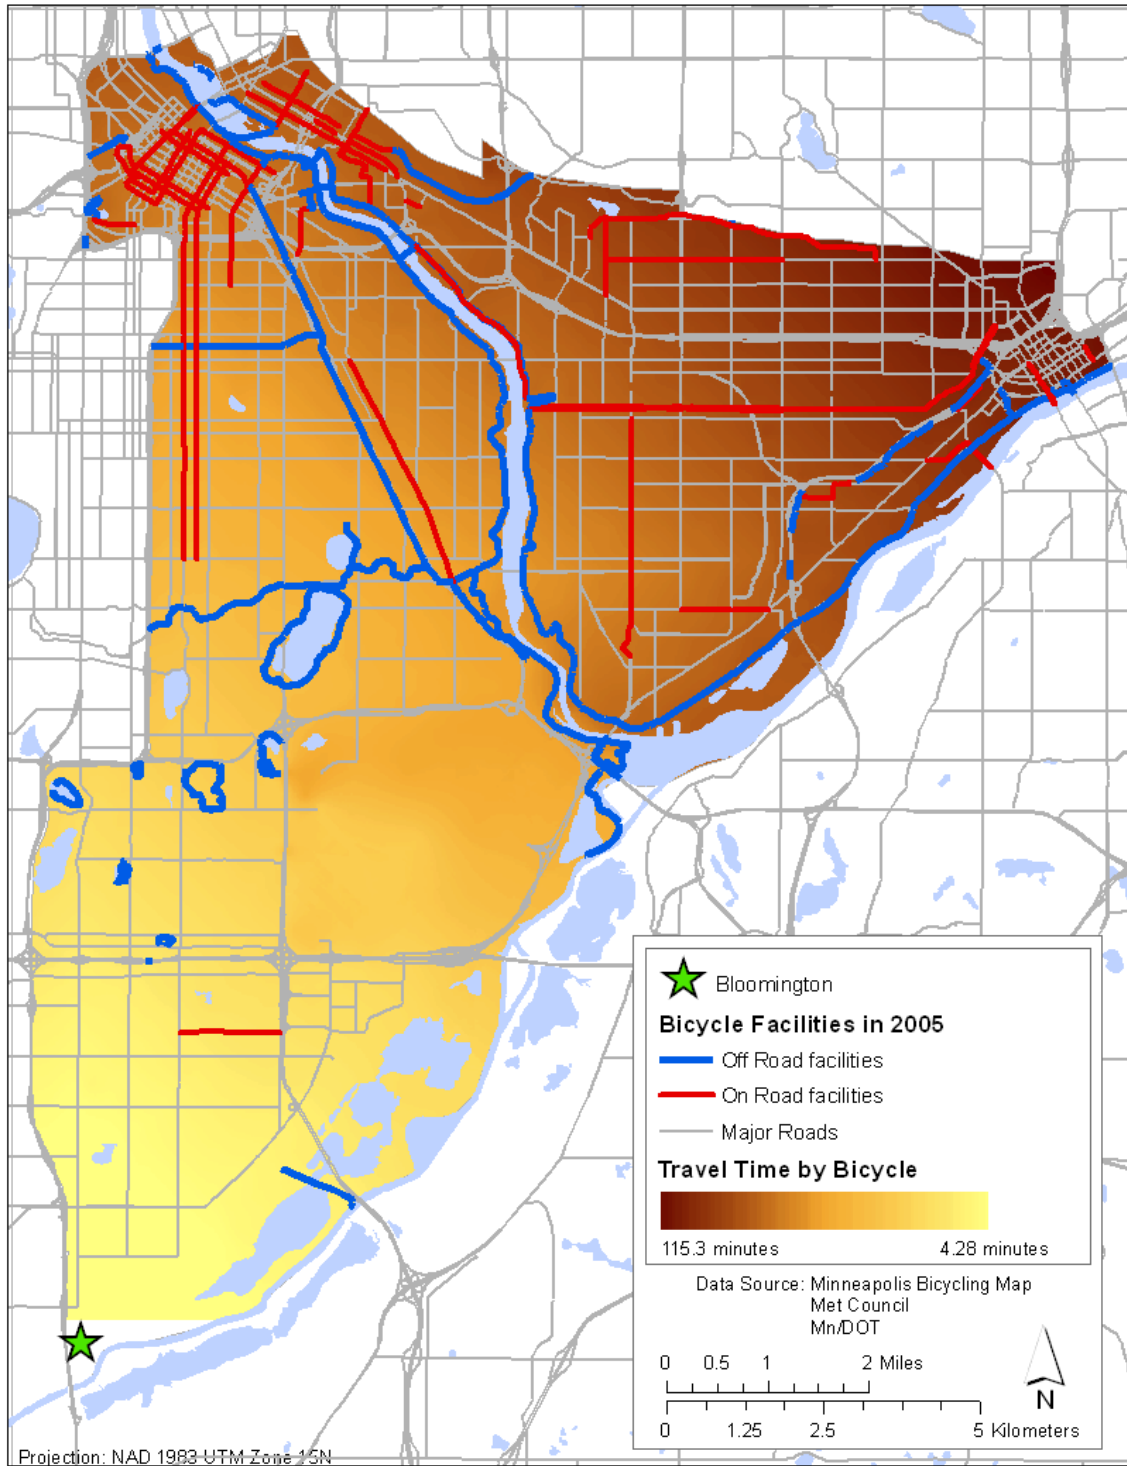 Bloomington
Bicycle Facilities in 2005
Off Road facilities
On Road facilities
Major Roads
Travel Time by Bicycle
115.3 minutes 4.28 minutes
Data Source: Minneapolis Bicycling Map
Met Council
Mn/DOT
0 0.5 1 2 Miles
0 1.25 2.5 5 Kilometers
N
Projection: NAD 1983 UTM Zone 15N